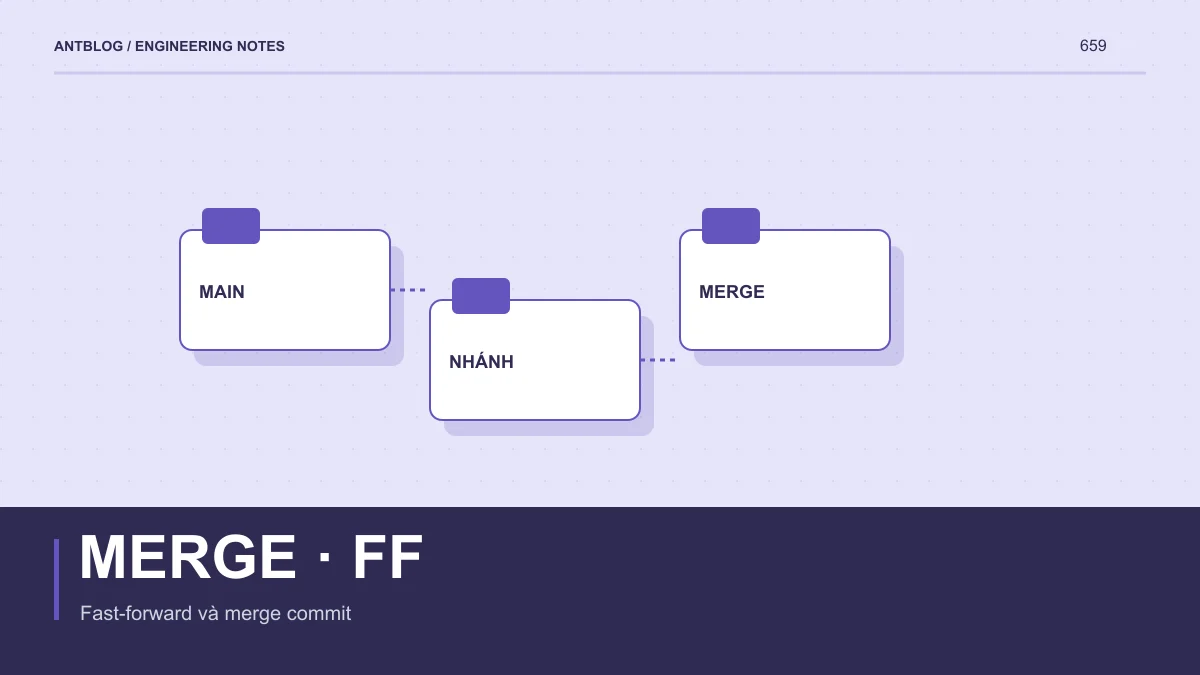 ANTBLOG / ENGINEERING NOTES
659
MAIN
NHÁNH
MERGE
MERGE · FF
Fast-forward và merge commit